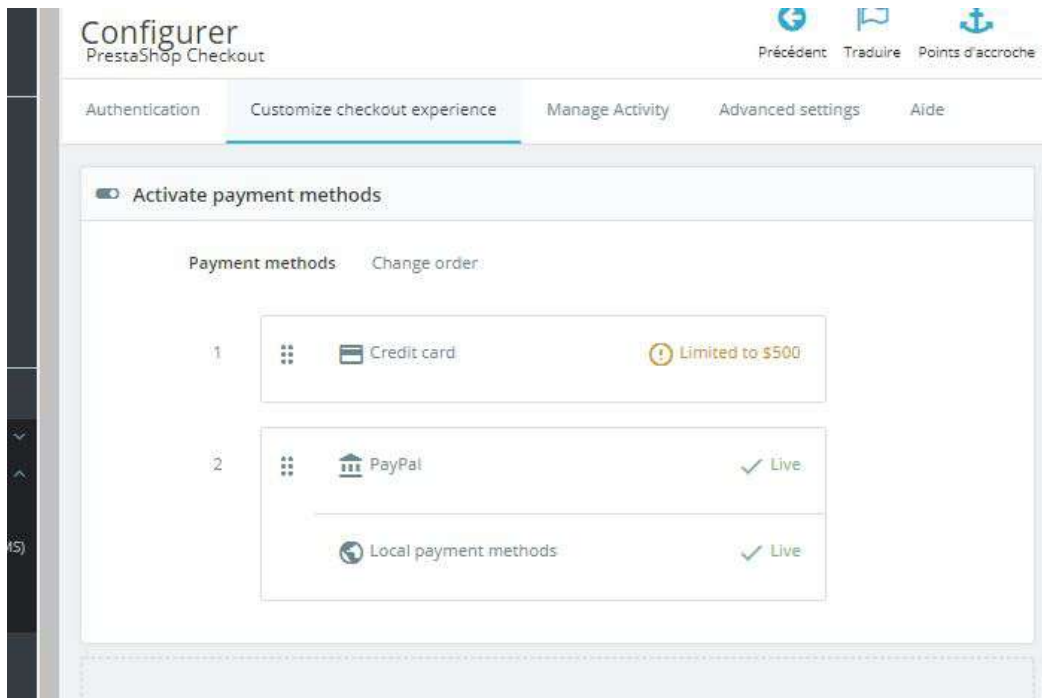 Configurer
PrestaShop Checkout
Précédent Traduire Points d'accroche
Authentication Customize checkout experience Manage Activity Advanced settings Aide
Activate payment methods
Payment methods Change order
1 Credit card Limited to $500
2 PayPal Live
MS)
Local payment methods Live